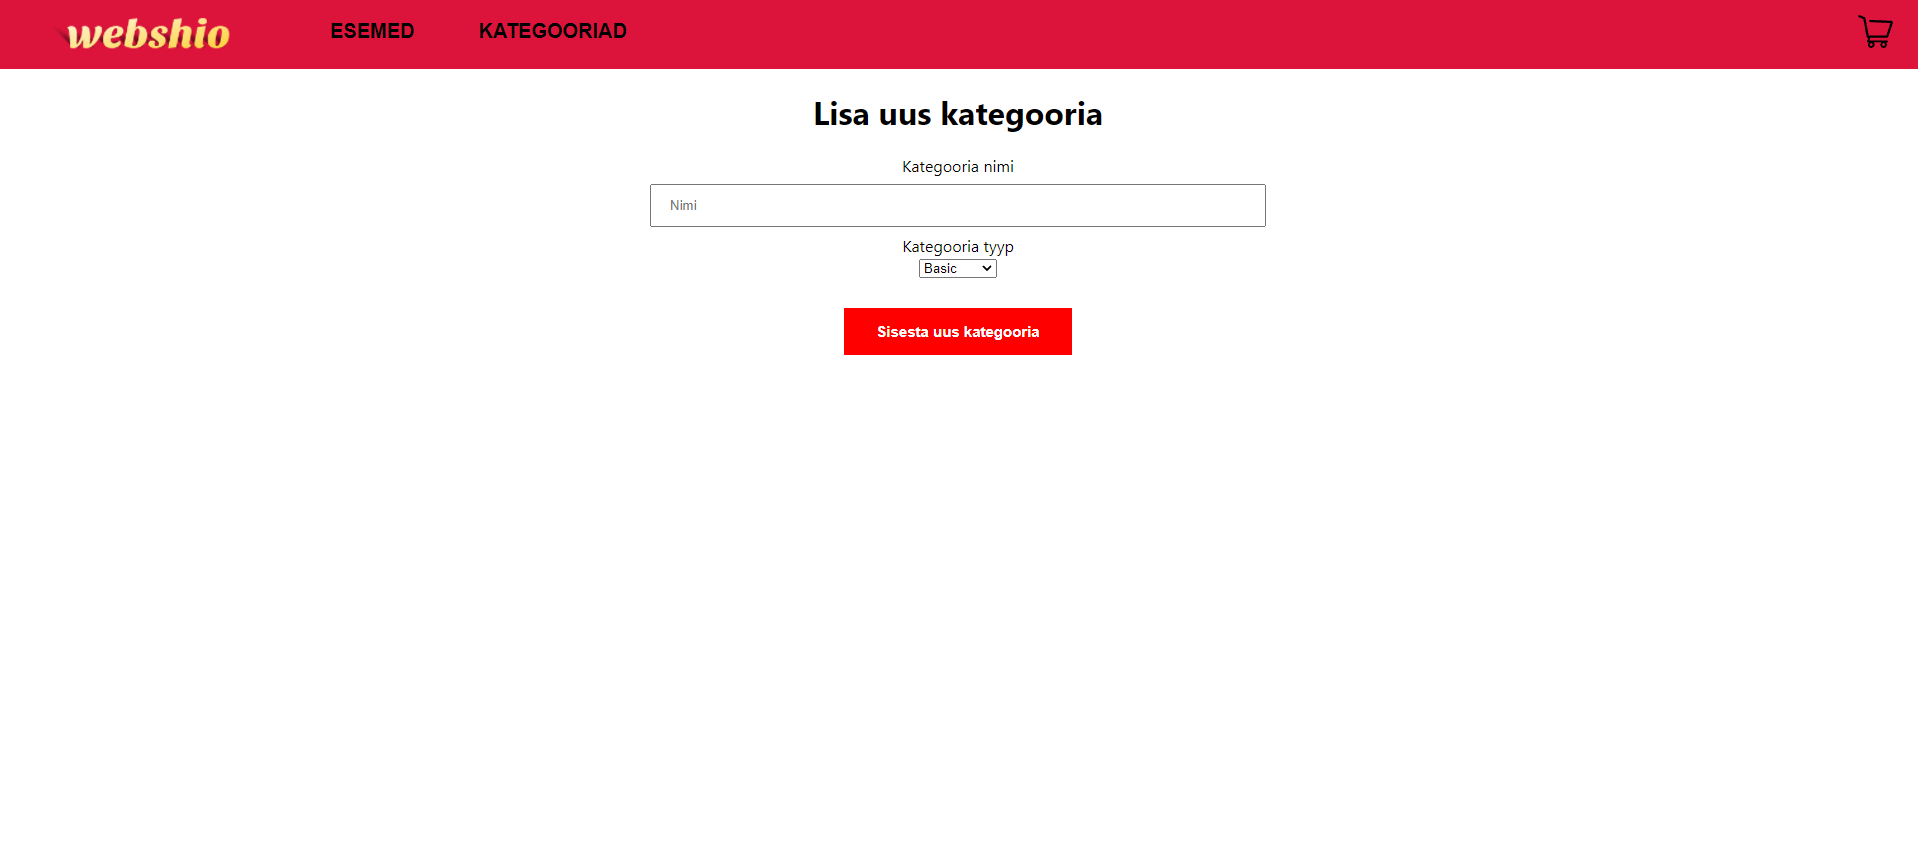 webshio
ESEMED
KATEGOORIAD
Lisa uus kategooria
Kategooria nimi
Nimi
Kategooria tyyp
Basic
Sisesta uus kategooria